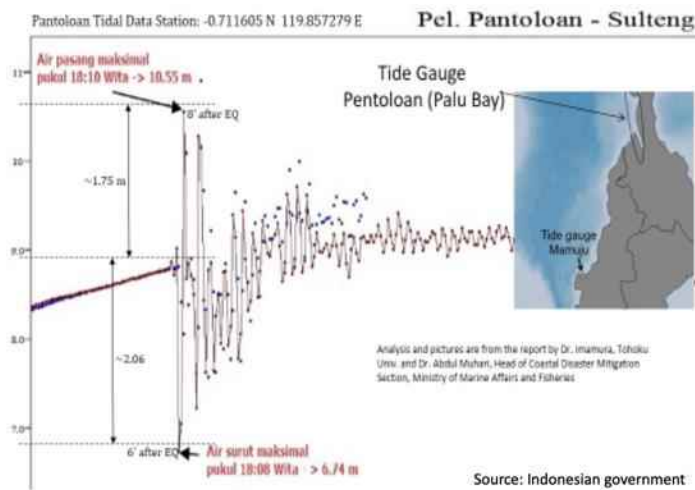 Pantoloan Tidal Data Station: -0.711605 N 119.857279 E
Pel. Pantoloan - Sulteng
Air pasang maksimal
pukul 18:10 Wita -> 10.55 m
11
8' after EQ
Tide Gauge
Pentoloan (Palu Bay)
~1.75 m
10
9.0
Tide gauge
Mamuju
8.0
~2.06
Analysis and pictures are from the report by Dr. Imamura, Tohoku
Univ. and Dr. Abdul Muhari, Head of Coastal Disaster Mitigation
Section, Ministry of Marine Affairs and Fisheries
7.0
6' after EQ
Air surut maksimal
pukul 18:08 Wita - > 6.74 m
Source: Indonesian government